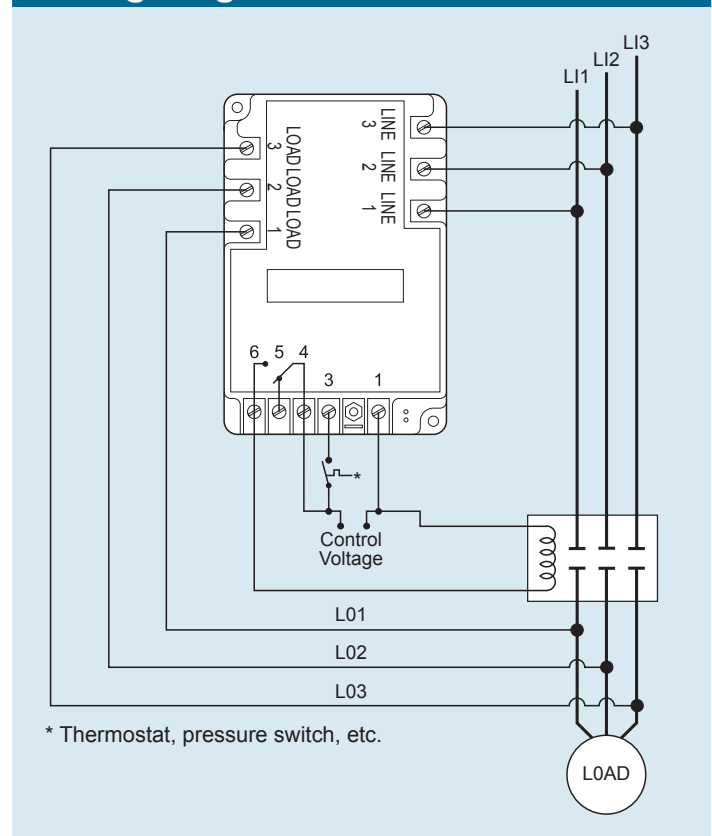 LI3
LI2
LI1
LINE 3
LINE 2
LINE 1
LOAD 3
LOAD 2
LOAD 1
6 5 4
3 1
*
Control
Voltage
L01
L02
L03
* Thermostat, pressure switch, etc.
L0AD